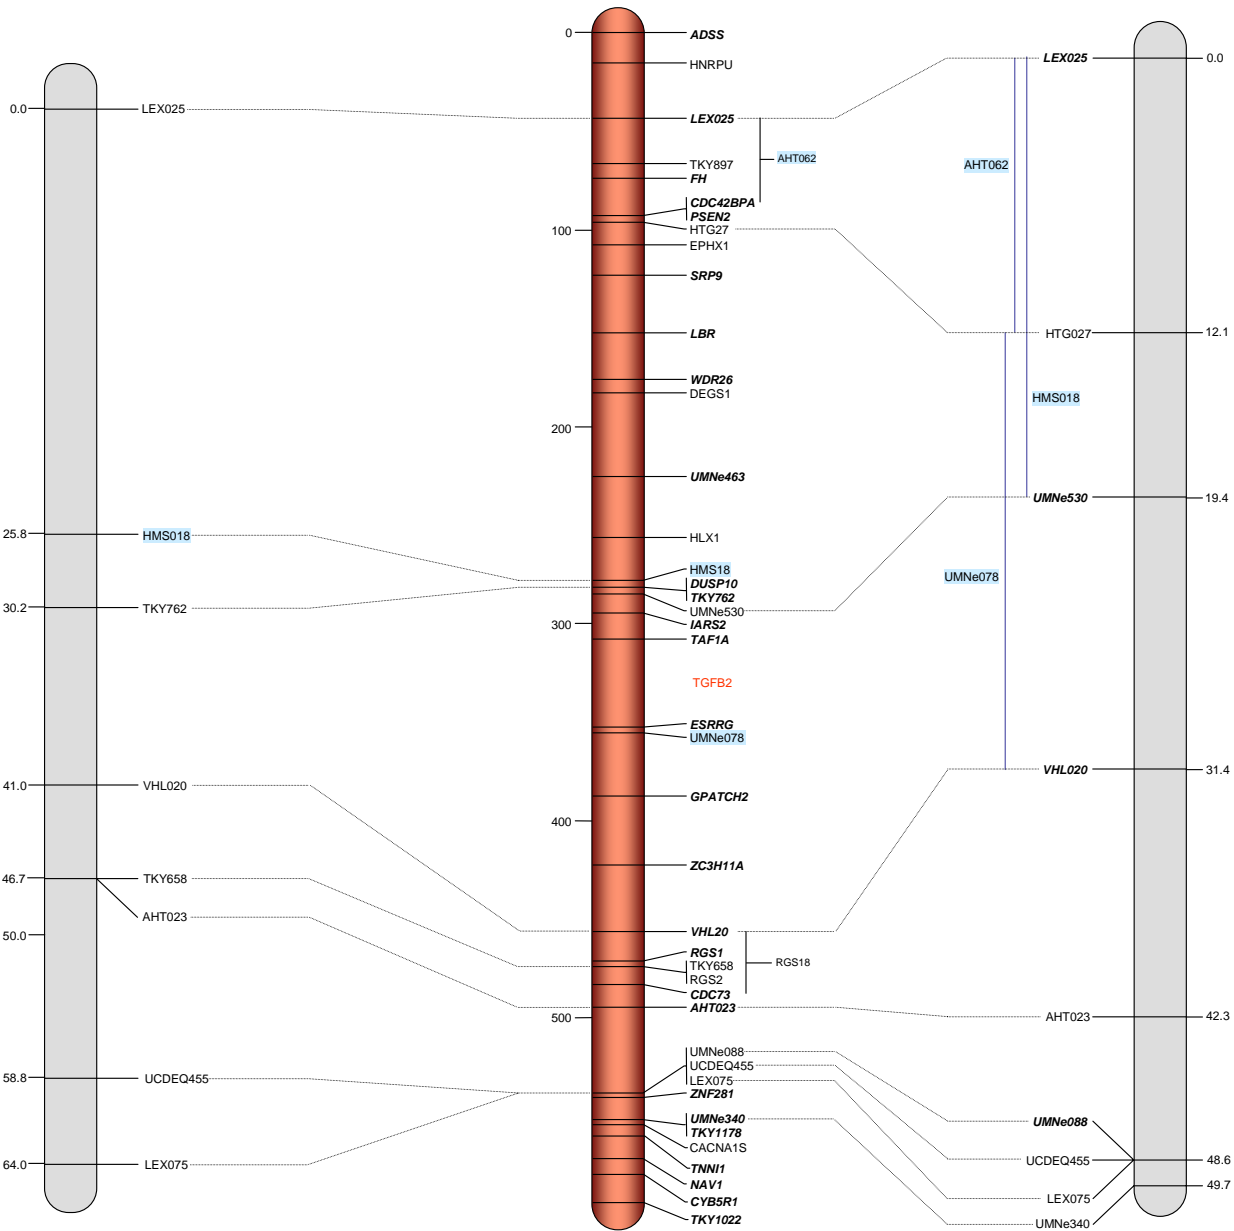 0.0
25.8
30.2
41.0
46.7
50.0
58.8
64.0
LEX025
HMS018
TKY762
VHL020
TKY658
AHT023
UCDEQ455
LEX075
0
100
200
300
400
500
ADSS
HNRPU
LEX025
TKY897
FH
CDC42BPA
PSEN2
HTG27
EPHX1
SRP9
LBR
WDR26
DEGS1
UMNe463
HLX1
HMS18
DUSP10
TKY762
UMNe530
IARS2
TAF1A
TGFB2
ESRRG
UMNe078
GPATCH2
ZC3H11A
VHL20
RGS1
TKY658
RGS2
CDC73
AHT023
UMNe088
UCDEQ455
LEX075
ZNF281
UMNe340
TKY1178
CACNA1S
TNNI1
NAV1
CYB5R1
TKY1022
AHT062
RGS18
AHT062
HMS018
UMNe078
LEX025
HTG027
UMNe530
VHL020
AHT023
UMNe088
UCDEQ455
LEX075
UMNe340
0.0
12.1
19.4
31.4
42.3
48.6
49.7